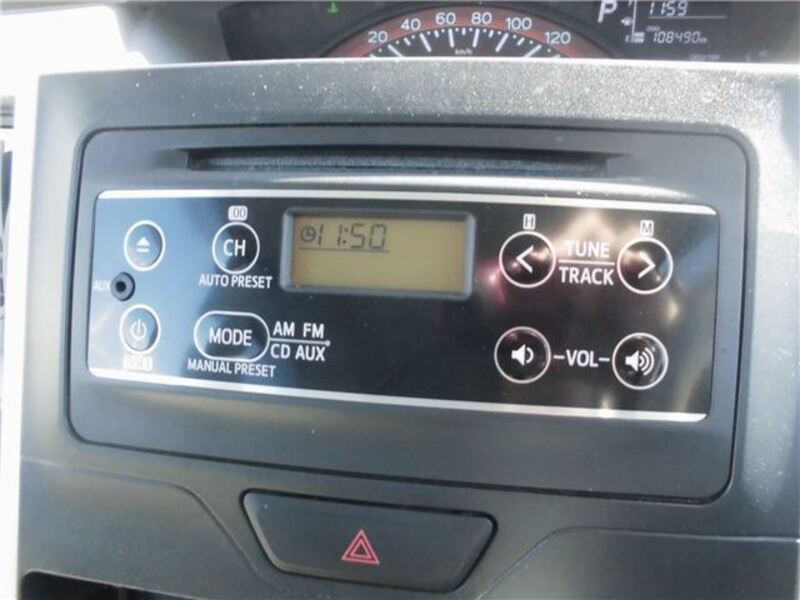 20 40 60 80 100 120
km/h
P 11:59
108490
:00
H
M
11:50
CH
AUTO PRESET
TUNE
TRACK
AUX
MODE
AM FM
CD AUX
MANUAL PRESET
-VOL-